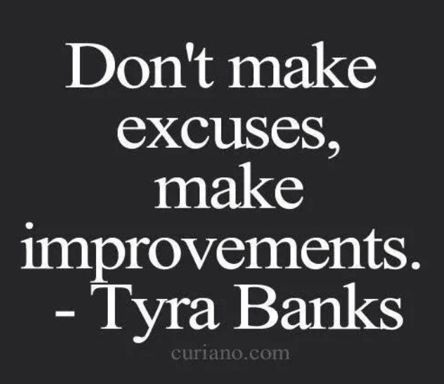 Don't make
excuses,
make
improvements.
- Tyra Banks
curiano.com